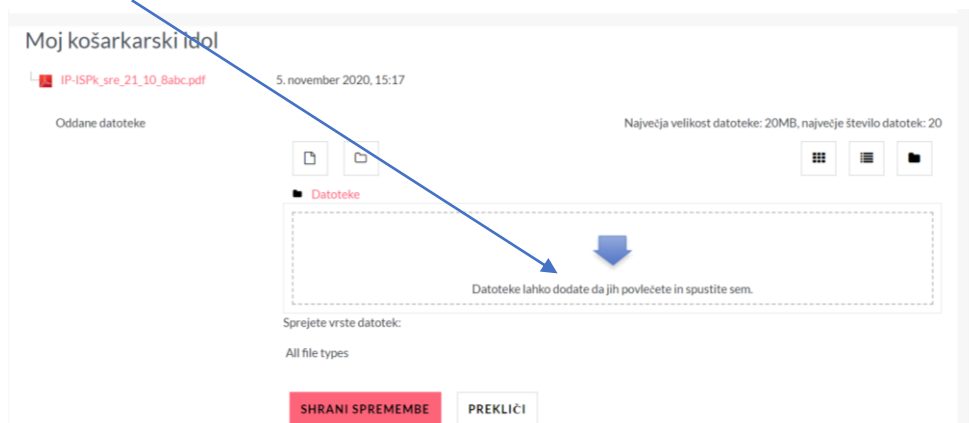 Moj košarkarski idol
IP-ISPk_sre_21_10_8abc.pdf 5. november 2020, 15:17
Oddane datoteke Največja velikost datoteke: 20MB, največje število datotek: 20
Datoteke
Datoteke lahko dodate da jih povlečete in spustite sem.
Sprejete vrste datotek:
All file types
SHRANI SPREMEMBE PREKLIČI